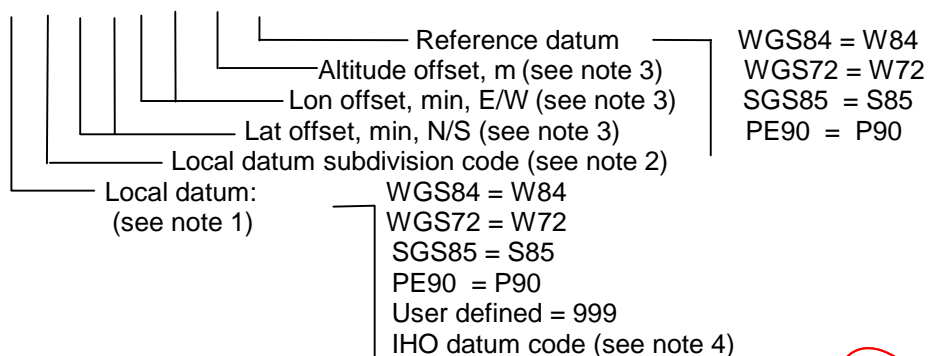 Reference datum WGS84 = W84
Altitude offset, m (see note 3) WGS72 = W72
Lon offset, min, E/W (see note 3) SGS85 = S85
Lat offset, min, N/S (see note 3) PE90 = P90
Local datum subdivision code (see note 2)
Local datum: WGS84 = W84
(see note 1) WGS72 = W72
SGS85 = S85
PE90 = P90
User defined = 999
IHO datum code (see note 4)